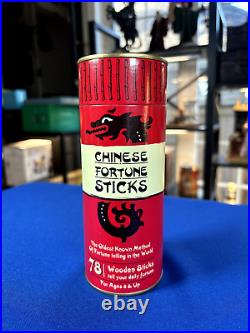 CHINESE
FORTUNE
STICKS
The Oldest Known Method
Of Fortune telling in the World
78 Wooden Sticks
tell your daily fortune
For Ages 8 & Up